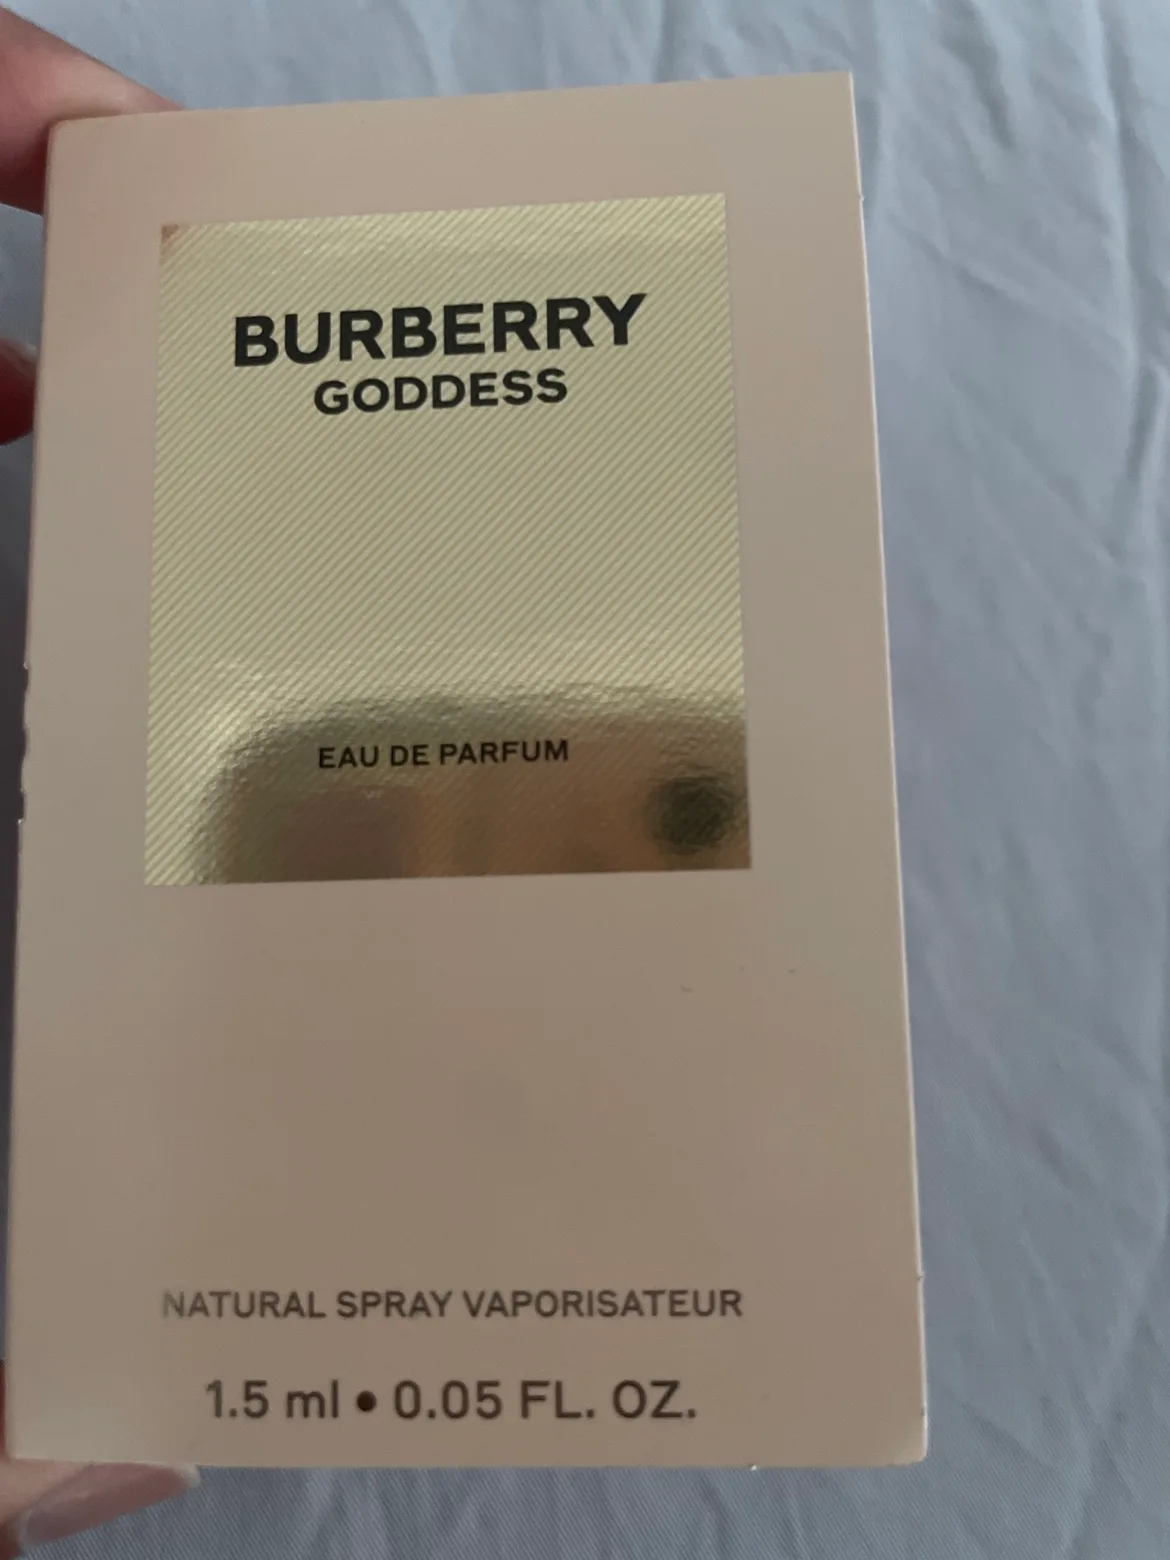 BURBERRY
GODDESS
EAU DE PARFUM
NATURAL SPRAY VAPORISATEUR
1.5 ml • 0.05 FL. OZ.